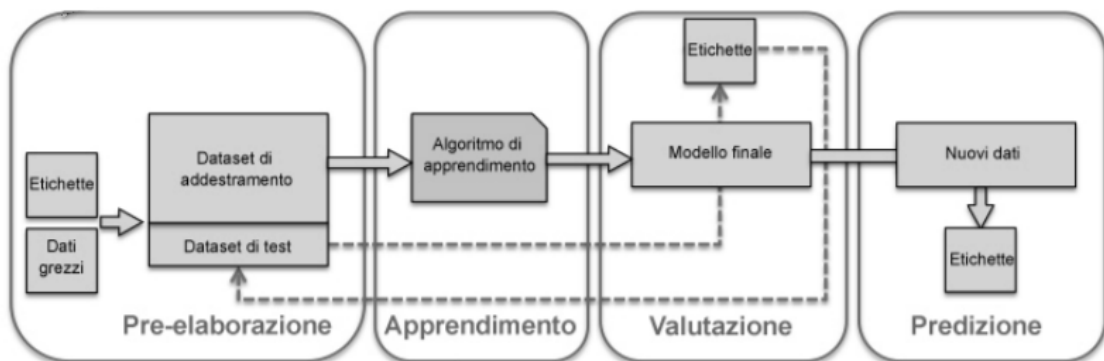 Etichette
Dati
grezzi
Dataset di
addestramento
Dataset di test
Pre-elaborazione
Algoritmo di
apprendimento
Apprendimento
Etichette
Modello finale
Valutazione
Nuovi dati
Etichette
Predizione